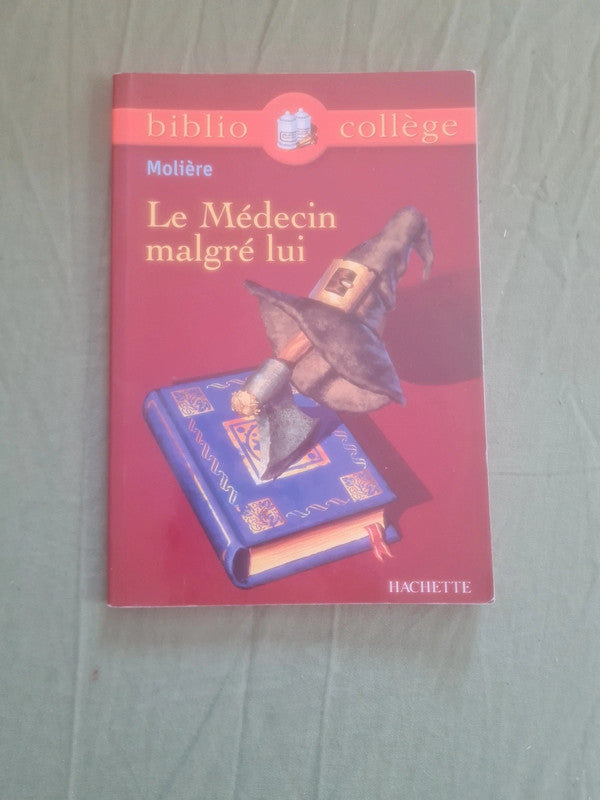 biblio collège
Molière
Le Médecin
malgré lui
HACHETTE